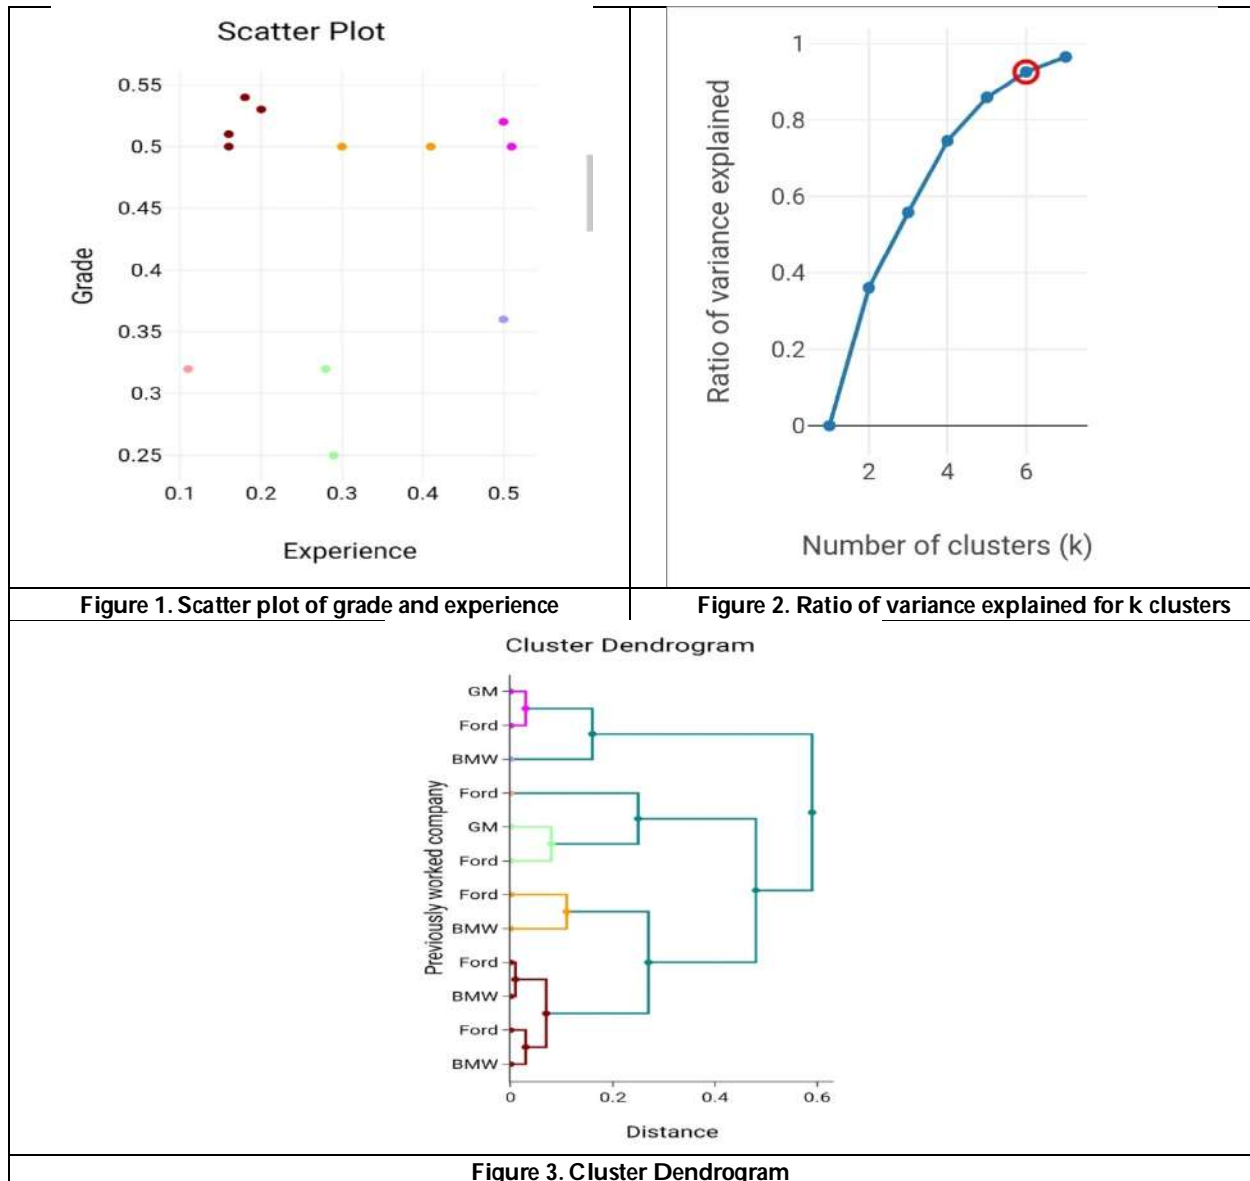 Scatter Plot
0.55
0.5
0.45
0.4
0.35
0.3
0.25
Grade
0.1 0.2 0.3 0.4 0.5
Experience
1
0.8
0.6
0.4
0.2
0
Ratio of variance explained
2 4 6
Number of clusters (k)
Figure 1. Scatter plot of grade and experience
Figure 2. Ratio of variance explained for k clusters
Cluster Dendrogram
GM
Ford
BMW
Ford
GM
Ford
Ford
BMW
Ford
BMW
Ford
BMW
Previously worked company
0 0.2 0.4 0.6
Distance
Figure 3. Cluster Dendrogram